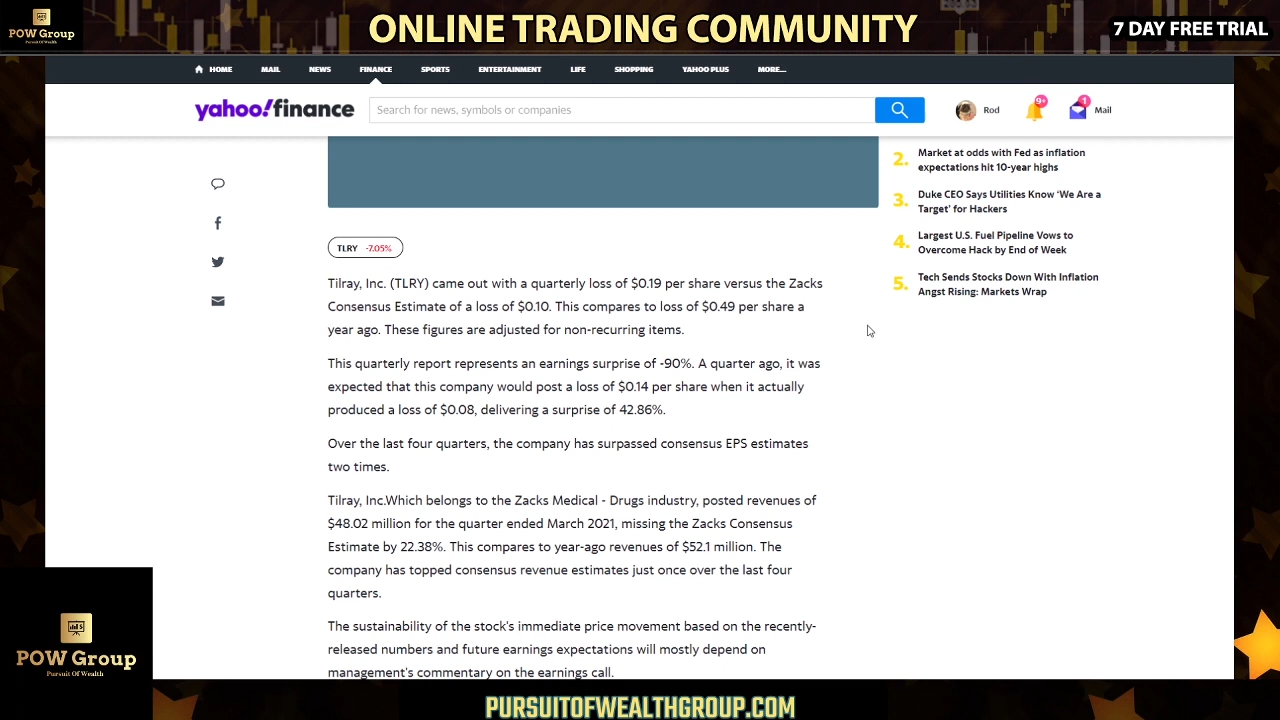 POW Group
Pursuit Of Wealth
ONLINE TRADING COMMUNITY
7 DAY FREE TRIAL
HOME MAIL NEWS FINANCE SPORTS ENTERTAINMENT LIFE SHOPPING YAHOO PLUS MORE...
yahoo!finance
Search for news, symbols or companies
Rod
9+
1
Mail
2. Market at odds with Fed as inflation
expectations hit 10-year highs
3. Duke CEO Says Utilities Know ‘We Are a
Target’ for Hackers
4. Largest U.S. Fuel Pipeline Vows to
Overcome Hack by End of Week
5. Tech Sends Stocks Down With Inflation
Angst Rising: Markets Wrap
TLRY -7.05%
Tilray, Inc. (TLRY) came out with a quarterly loss of $0.19 per share versus the Zacks
Consensus Estimate of a loss of $0.10. This compares to loss of $0.49 per share a
year ago. These figures are adjusted for non-recurring items.
This quarterly report represents an earnings surprise of -90%. A quarter ago, it was
expected that this company would post a loss of $0.14 per share when it actually
produced a loss of $0.08, delivering a surprise of 42.86%.
Over the last four quarters, the company has surpassed consensus EPS estimates
two times.
Tilray, Inc.Which belongs to the Zacks Medical - Drugs industry, posted revenues of
$48.02 million for the quarter ended March 2021, missing the Zacks Consensus
Estimate by 22.38%. This compares to year-ago revenues of $52.1 million. The
company has topped consensus revenue estimates just once over the last four
quarters.
The sustainability of the stock's immediate price movement based on the recently-
released numbers and future earnings expectations will mostly depend on
management's commentary on the earnings call.
POW Group
Pursuit Of Wealth
PURSUITOFWEALTHGROUP.COM